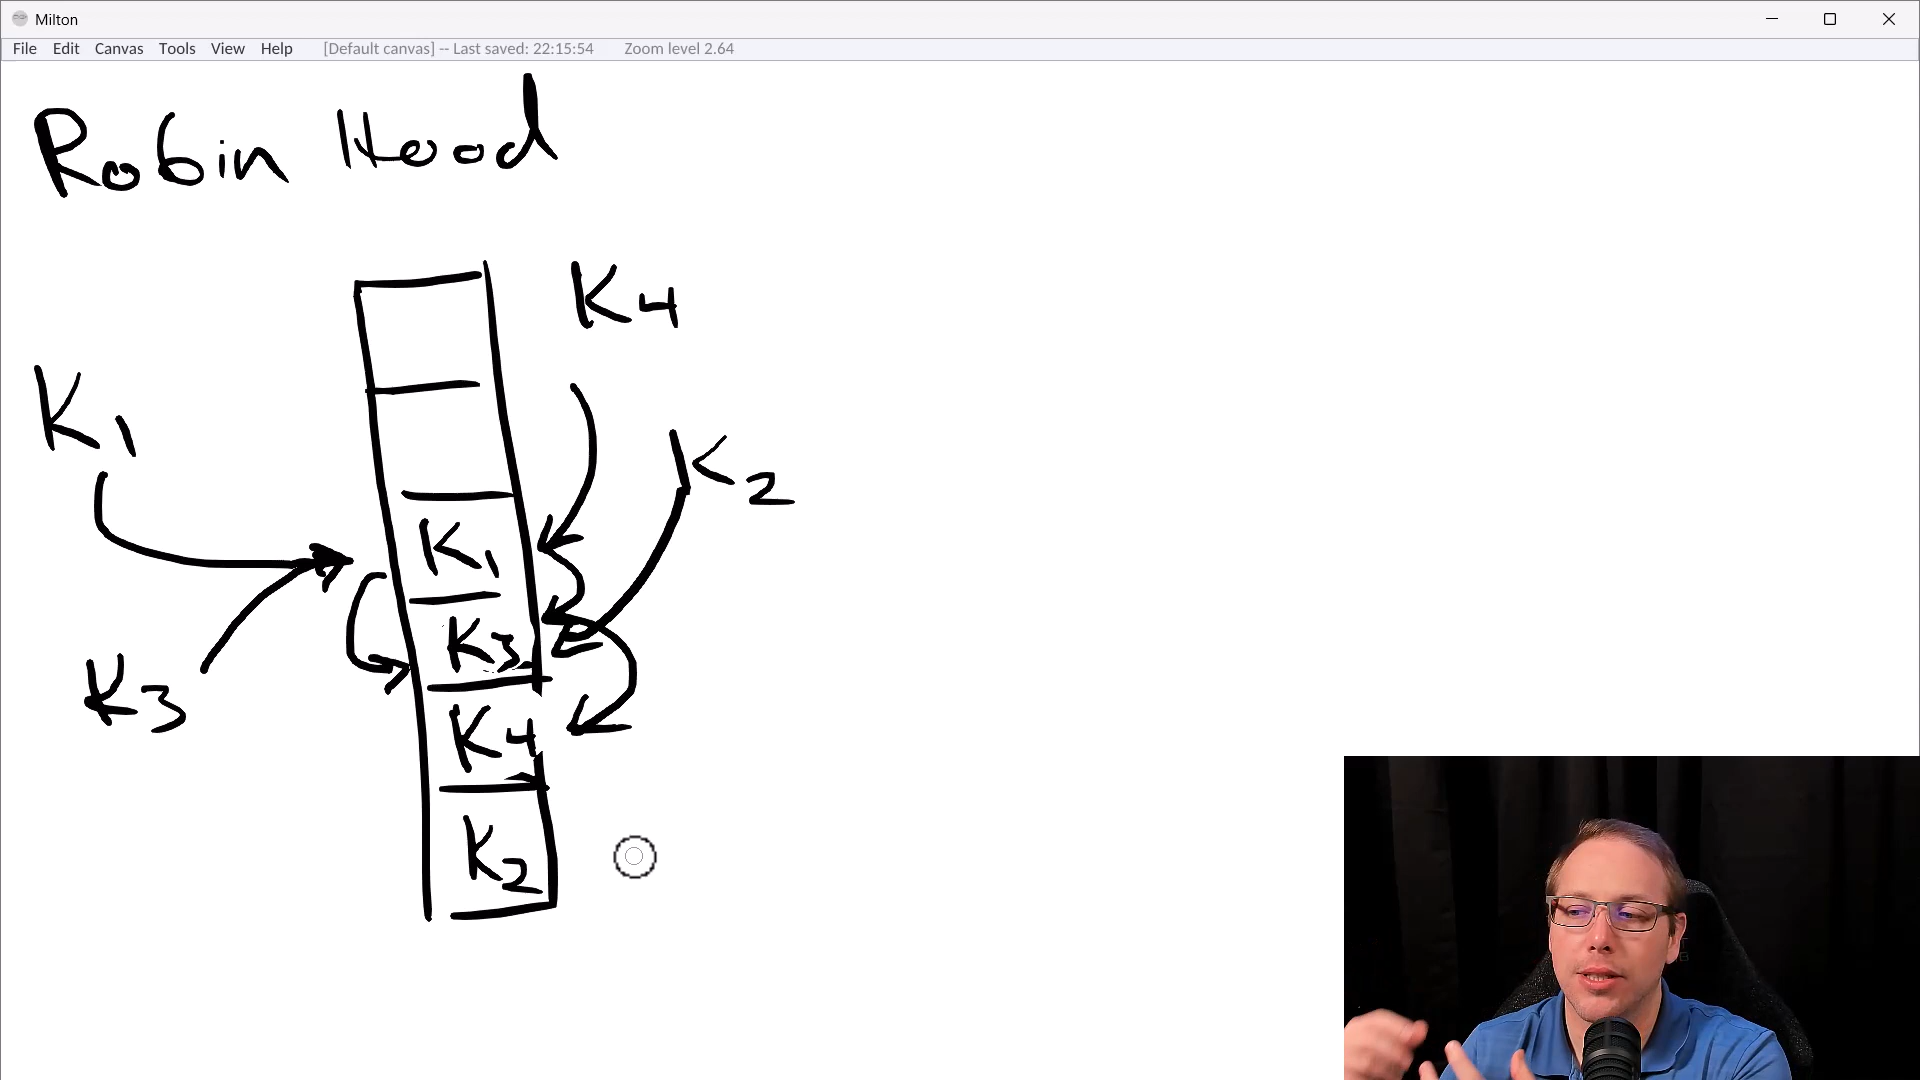 Milton
File Edit Canvas Tools View Help [Default canvas] -- Last saved: 22:15:54 Zoom level 2.64
Robin Hood
K4
K1
K2
K1
K3
K3
K4
K2